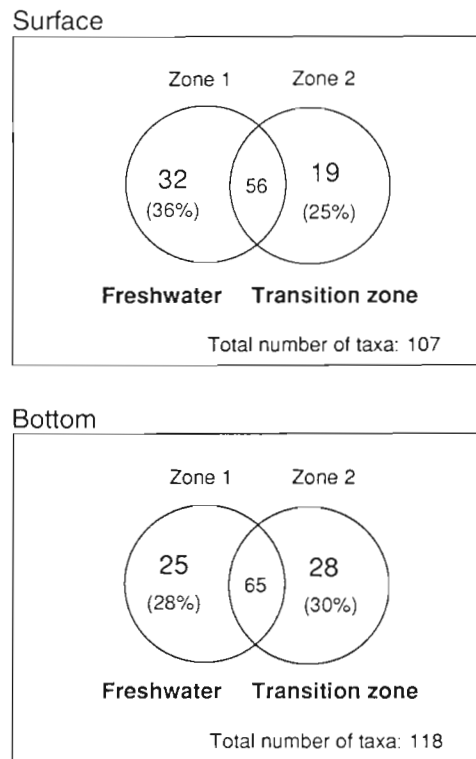 Surface
Zone 1 Zone 2
32 56 19
(36%) (25%)
Freshwater Transition zone
Total number of taxa: 107
Bottom
Zone 1 Zone 2
25 65 28
(28%) (30%)
Freshwater Transition zone
Total number of taxa: 118